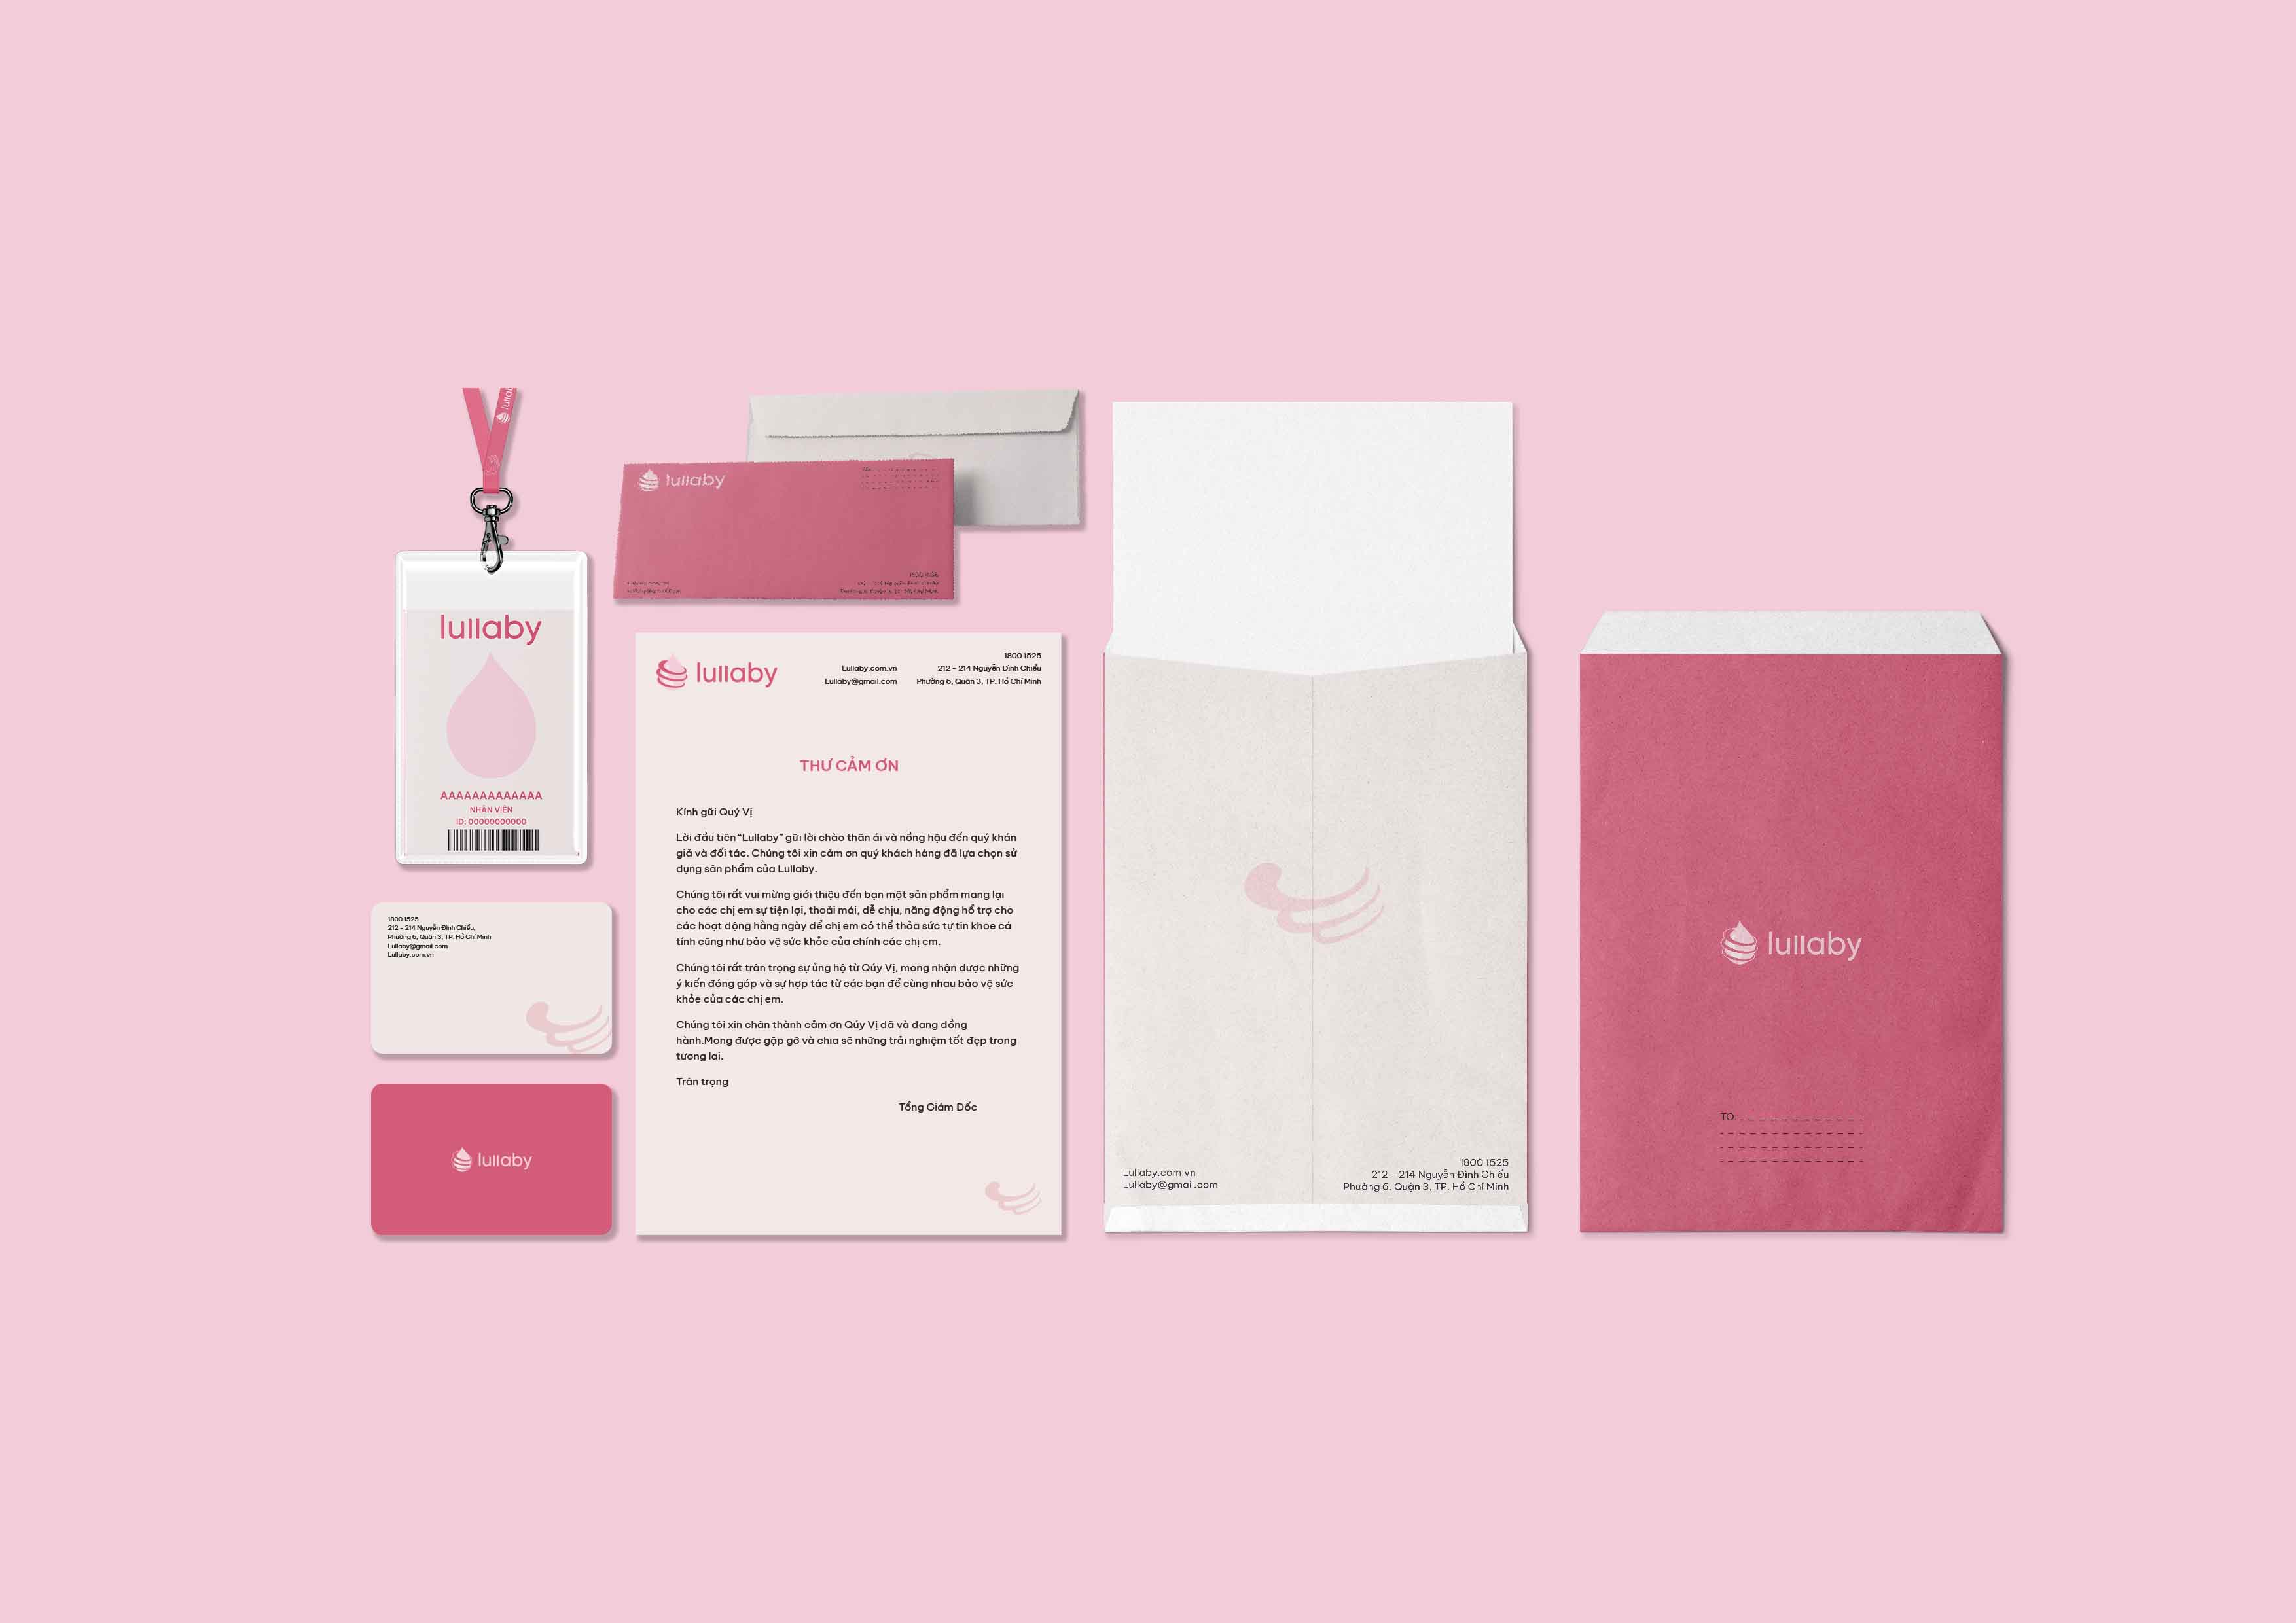 lullaby
lullaby
AAAAAAAAAAAAA
NHÂN VIÊN
ID: 00000000000
1800 1525
212 - 214 Nguyễn Đình Chiểu,
Phường 6, Quận 3, TP. Hồ Chí Minh
Lullaby@gmail.com
Lullaby.com.vn
lullaby
lullaby
1800 1525
Lullaby.com.vn
212 - 214 Nguyễn Đình Chiểu
Lullaby@gmail.com
Phường 6, Quận 3, TP. Hồ Chí Minh
THƯ CẢM ƠN
Kính gửi Quý Vị
Lời đầu tiên “Lullaby” gửi lời chào thân ái và nồng hậu đến quý khán
giả và đối tác. Chúng tôi xin cảm ơn quý khách hàng đã lựa chọn sử
dụng sản phẩm của Lullaby.
Chúng tôi rất vui mừng giới thiệu đến bạn một sản phẩm mang lại
cho các chị em sự tiện lợi, thoải mái, dễ chịu, năng động hổ trợ cho
các hoạt động hằng ngày để chị em có thể thỏa sức tự tin khoe cá
tính cũng như bảo vệ sức khỏe của chính các chị em.
Chúng tôi rất trân trọng sự ủng hộ từ Qúy Vị, mong nhận được những
ý kiến đóng góp và sự hợp tác từ các bạn để cùng nhau bảo vệ sức
khỏe của các chị em.
Chúng tôi xin chân thành cảm ơn Qúy Vị đã và đang đồng
hành.Mong được gặp gỡ và chia sẽ những trải nghiệm tốt đẹp trong
tương lai.
Trân trọng
Tổng Giám Đốc
Lullaby.com.vn
Lullaby@gmail.com
1800 1525
212 - 214 Nguyễn Đình Chiểu
Phường 6, Quận 3, TP. Hồ Chí Minh
lullaby
TO